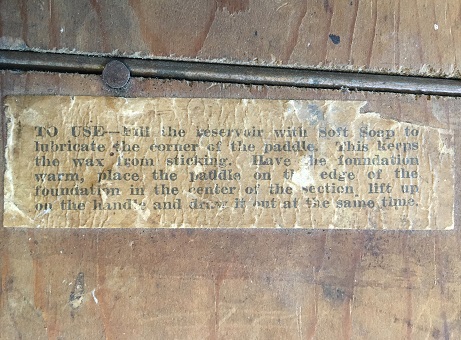 TO USE—Fill the reservoir with Soft Soap to
lubricate the corner of the paddle. This keeps
the wax from sticking. Have the foundation
warm, place the paddle on the edge of the
foundation in the center of the section, lift up
on the handle and draw it out at the same time.